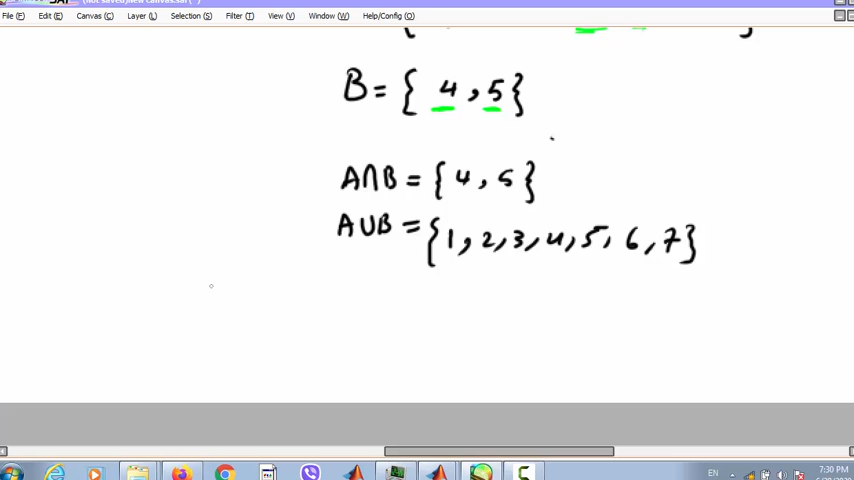 File (F) Edit (E) Canvas (C) Layer (L) Selection (S) Filter (T) View (V) Window (W) Help/Config (O)
B = { 4 , 5 }
A∩B = { 4 , 5 }
A∪B = { 1 , 2 , 3 , 4 , 5 , 6 , 7 }
EN
7:30 PM